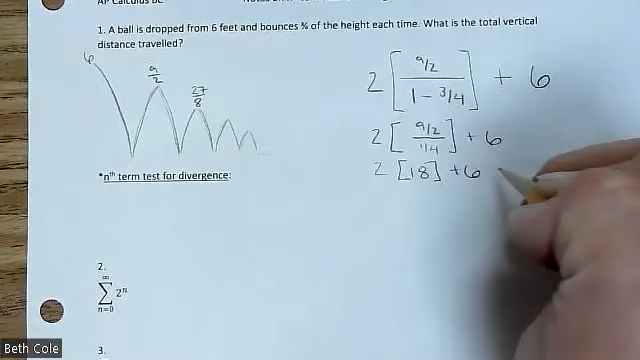 AP Calculus BC
1. A ball is dropped from 6 feet and bounces ¾ of the height each time. What is the total vertical
distance travelled?
6
9/2
27/8
2 [ (9/2) / (1 - 3/4) ] + 6
2 [ (9/2) / (1/4) ] + 6
2 [18] + 6
*nth term test for divergence:
2.
∞
∑ 2ⁿ
n=0
3.
Beth Cole